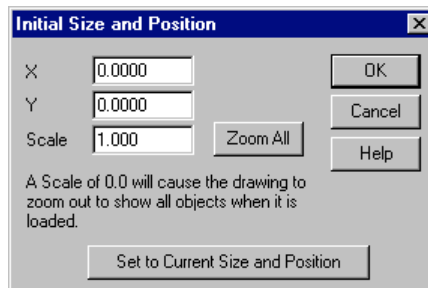 Initial Size and Position
X 0.0000 OK
Y 0.0000 Cancel
Scale 1.000 Zoom All Help
A Scale of 0.0 will cause the drawing to
zoom out to show all objects when it is
loaded.
Set to Current Size and Position